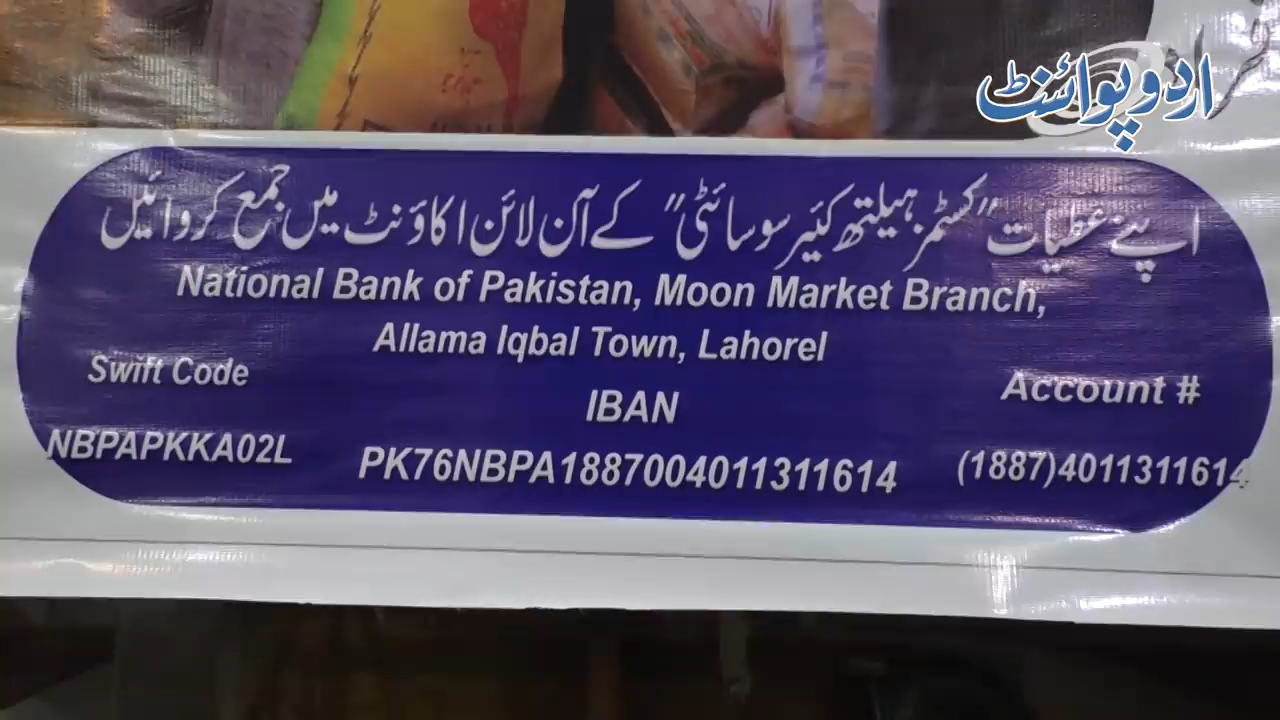 اردو پوائنٹ
اپنے عطیات "کسٹمز ہیلتھ کئیر سوسائٹی" کے آن لائن اکاؤنٹ میں جمع کروائیں
National Bank of Pakistan, Moon Market Branch,
Allama Iqbal Town, Lahorel
Swift Code
IBAN
Account #
NBPAPKKA02L
PK76NBPA1887004011311614
(1887)4011311614